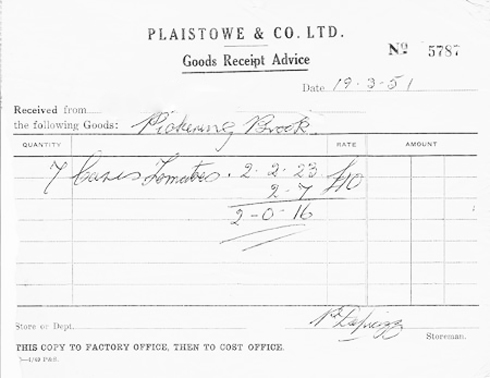 PLAISTOWE & CO. LTD.
Goods Receipt Advice
No 5787
Date 19-3-51
Received from
the following Goods: Pickering Brook
QUANTITY RATE AMOUNT
7 Cases Tomatoes . 2-2-23 £10
2-7
2-0-16
Store or Dept.
Storeman.
THIS COPY TO FACTORY OFFICE, THEN TO COST OFFICE.